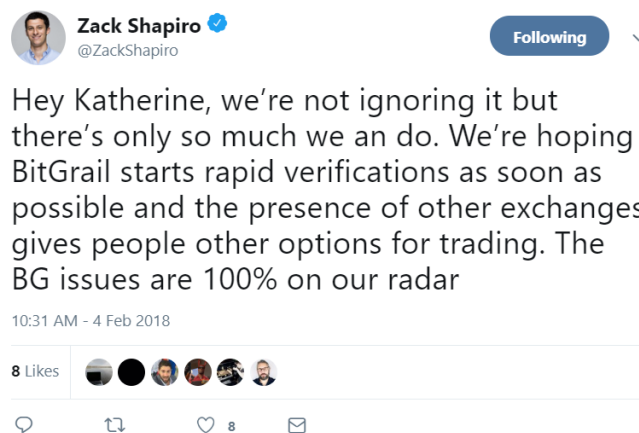 Zack Shapiro
@ZackShapiro
Following
Hey Katherine, we’re not ignoring it but
there’s only so much we an do. We’re hoping
BitGrail starts rapid verifications as soon as
possible and the presence of other exchanges
gives people other options for trading. The
BG issues are 100% on our radar
10:31 AM - 4 Feb 2018
8 Likes
8